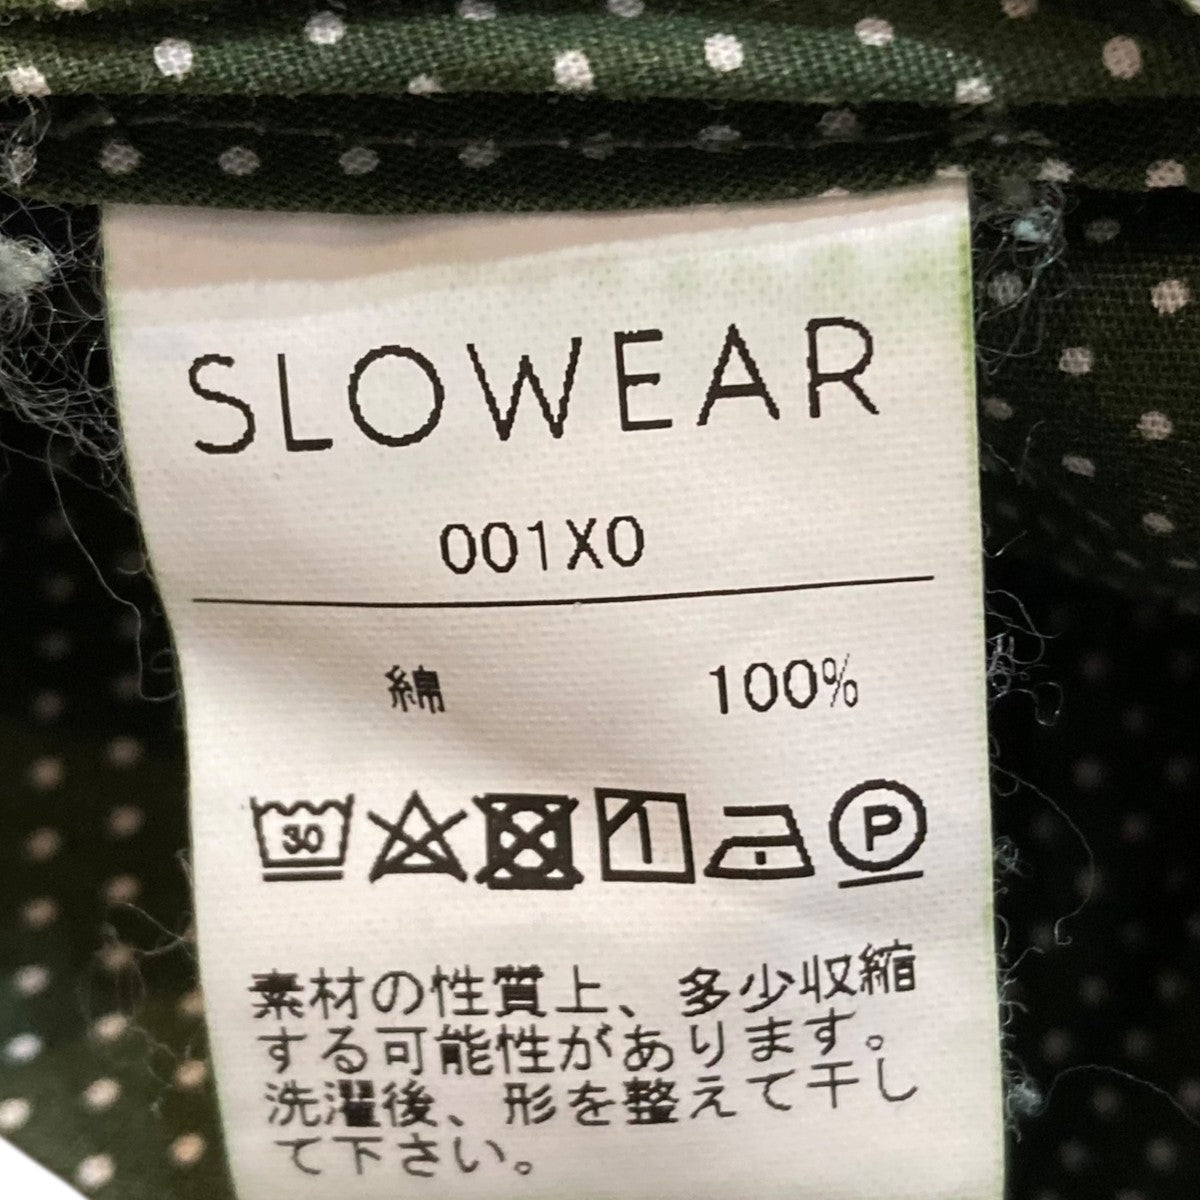 SLOWEAR
001X0
綿 100%
30 1 P
素材の性質上、多少収縮
する可能性があります。
洗濯後、形を整えて干し
て下さい。